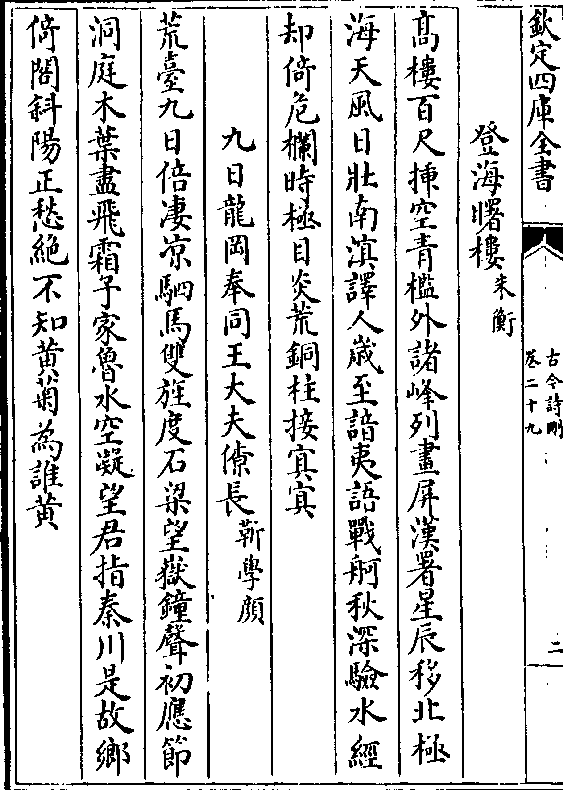 欽定四庫全書
古今詩刪
卷二十九
二
登海曙樓朱衡
高樓百尺挿空青檻外諸峰列畫屏漢署星辰移北極
海天風日壯南溟譯人嵗至諳夷語戰舸秋深驗水經
却倚危欄時極目炎荒銅柱接㝠㝠
九日龍岡奉同王大夫僚長靳學顔
荒臺九日倍凄凉駟馬雙旌度石梁望嶽鐘聲初應節
洞庭木葉盡飛霜予家魯水空凝望君指秦川是故鄉
倚閣斜陽正愁絶不知黄菊為誰黄